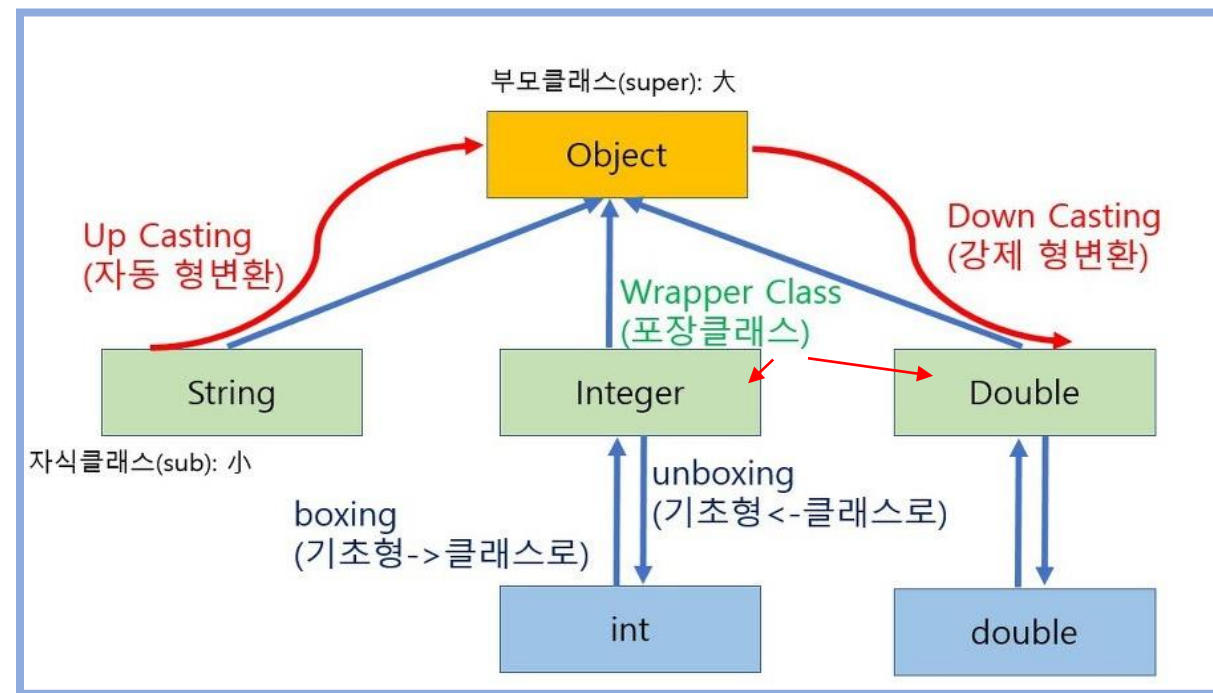 부모클래스(super): 大
Object
Up Casting
(자동 형변환)
Down Casting
(강제 형변환)
Wrapper Class
(포장클래스)
String
Integer
Double
자식클래스(sub): 小
boxing
(기초형->클래스로)
unboxing
(기초형<-클래스로)
int
double